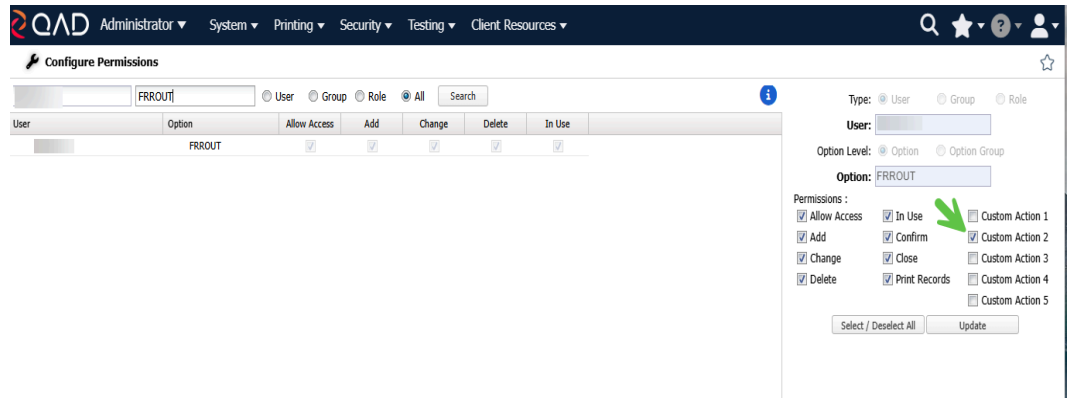 QAD Administrator ▼ System ▼ Printing ▼ Security ▼ Testing ▼ Client Resources ▼
Configure Permissions
FRROUT User Group Role All Search
Type: User Group Role
User Option Allow Access Add Change Delete In Use
User:
FRROUT
Option Level: Option Option Group
Option: FRROUT
Permissions :
Allow Access In Use Custom Action 1
Add Confirm Custom Action 2
Change Close Custom Action 3
Delete Print Records Custom Action 4
Custom Action 5
Select / Deselect All Update